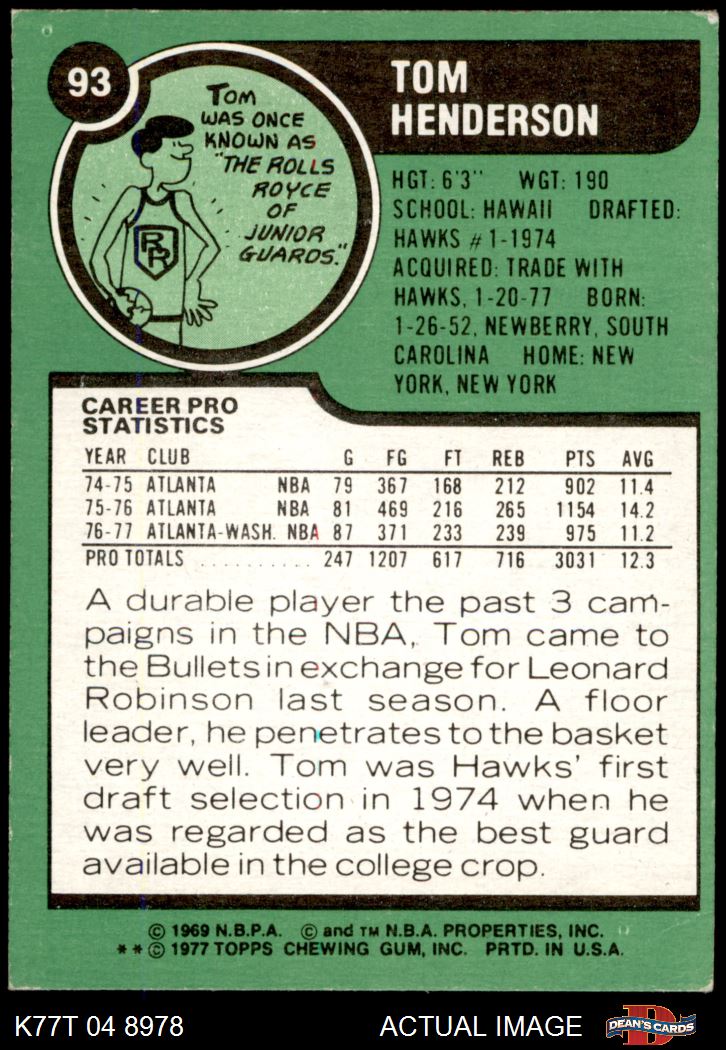 93
TOM
WAS ONCE
KNOWN AS
"THE ROLLS
ROYCE
OF
JUNIOR
GUARDS."
RR
TOM
HENDERSON
HGT: 6'3" WGT: 190
SCHOOL: HAWAII DRAFTED:
HAWKS #1-1974
ACQUIRED: TRADE WITH
HAWKS, 1-20-77 BORN:
1-26-52, NEWBERRY, SOUTH
CAROLINA HOME: NEW
YORK, NEW YORK
CAREER PRO
STATISTICS
YEAR CLUB G FG FT REB PTS AVG
74-75 ATLANTA NBA 79 367 168 212 902 11.4
75-76 ATLANTA NBA 81 469 216 265 1154 14.2
76-77 ATLANTA-WASH. NBA 87 371 233 239 975 11.2
PRO TOTALS .......... 247 1207 617 716 3031 12.3
A durable player the past 3 cam-
paigns in the NBA, Tom came to
the Bullets in exchange for Leonard
Robinson last season. A floor
leader, he penetrates to the basket
very well. Tom was Hawks' first
draft selection in 1974 when he
was regarded as the best guard
available in the college crop.
© 1969 N.B.P.A. © and TM N.B.A. PROPERTIES, INC.
**© 1977 TOPPS CHEWING GUM, INC. PRTD. IN U.S.A.
K77T 04 8978 ACTUAL IMAGE D DEAN'S CARDS